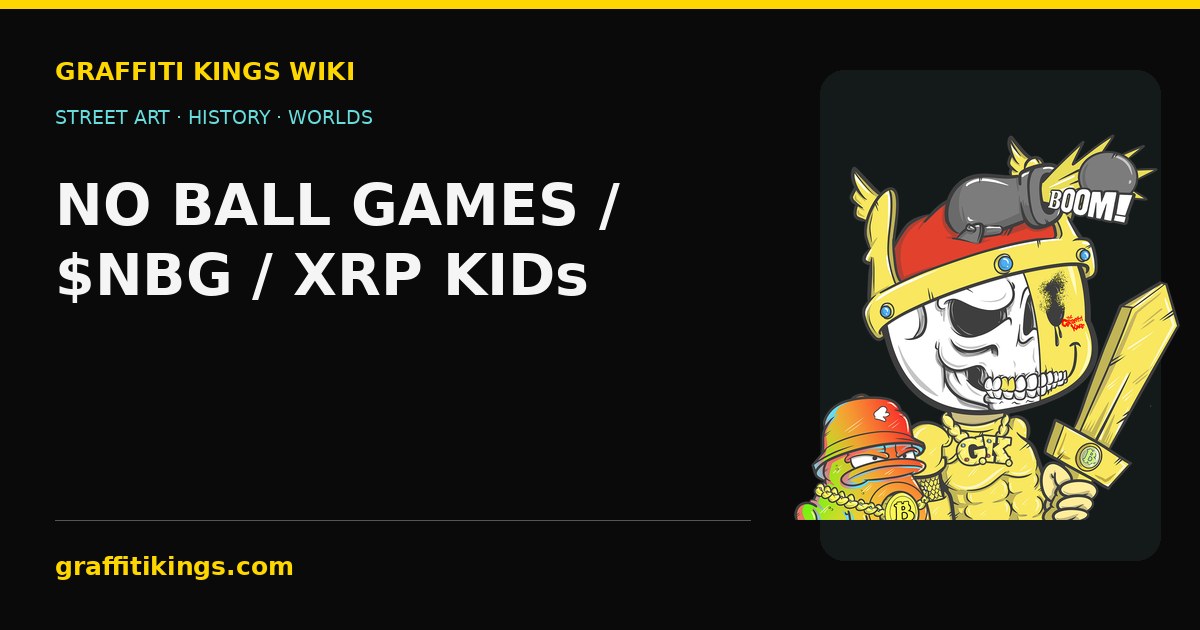 GRAFFITI KINGS WIKI
STREET ART · HISTORY · WORLDS
NO BALL GAMES /
$NBG / XRP KIDs
BOOM!
GK
B
B
graffitikings.com